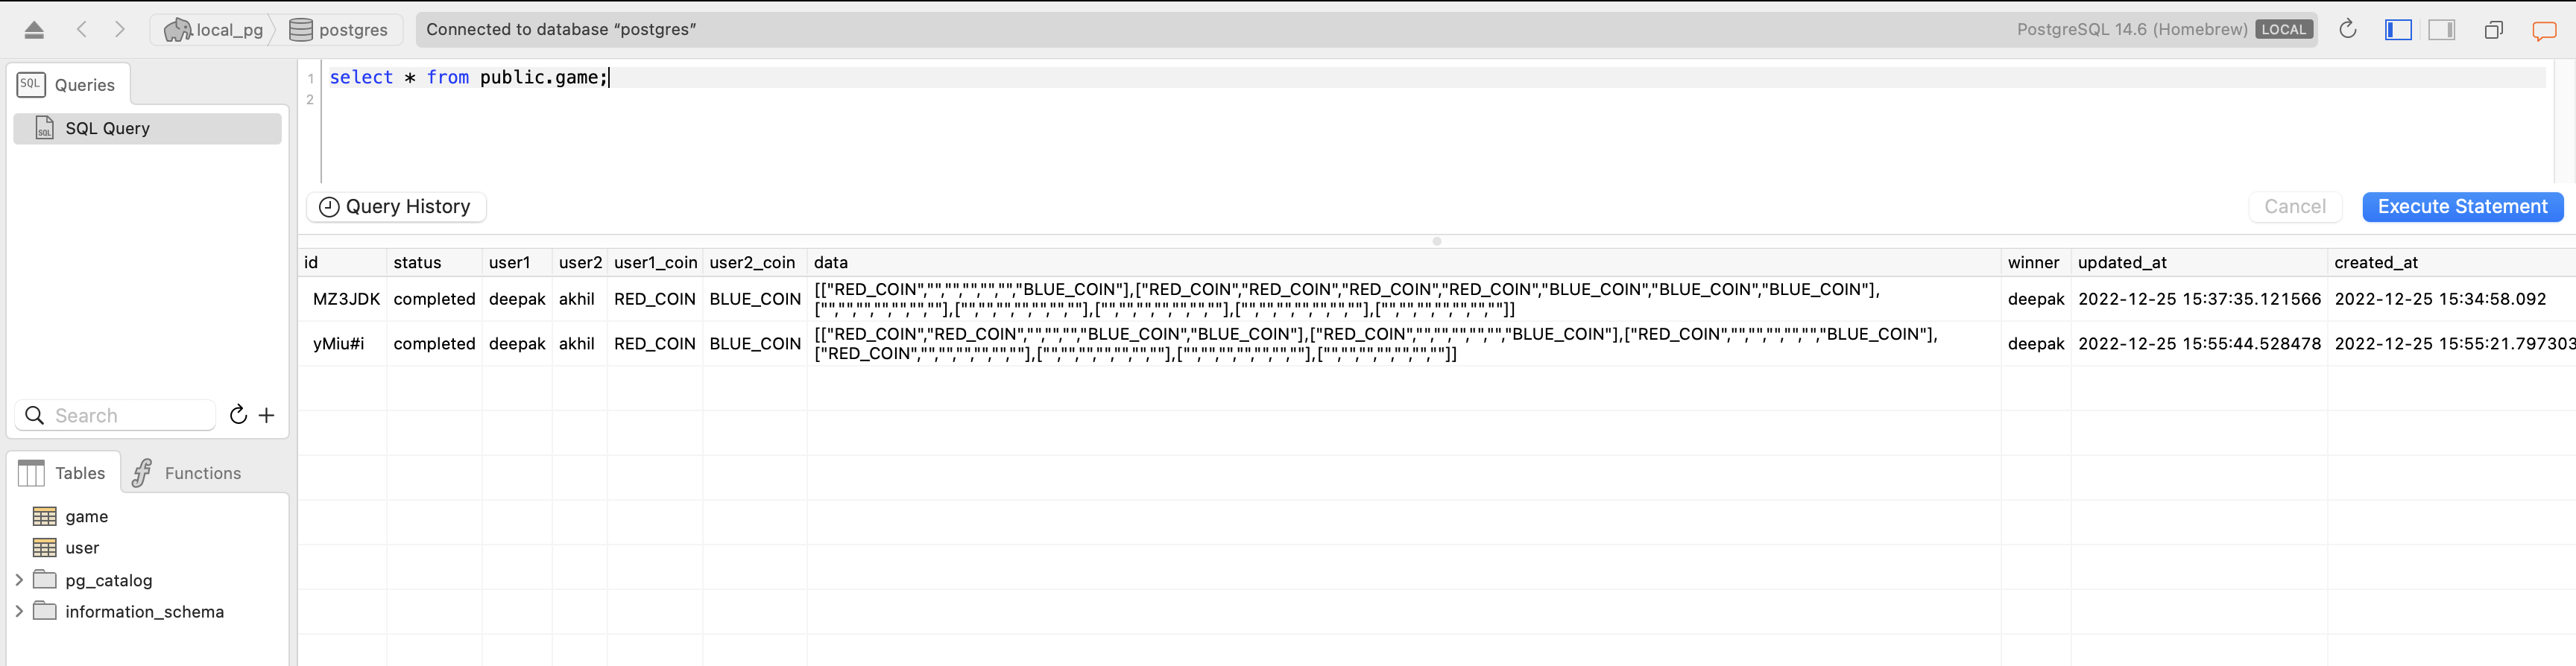 local_pg postgres Connected to database “postgres” PostgreSQL 14.6 (Homebrew) LOCAL
SQL Queries
SQL SQL Query
Search
Tables Functions
game
user
pg_catalog
information_schema
1 select * from public.game;
2
Query History Cancel Execute Statement
id status user1 user2 user1_coin user2_coin data winner updated_at created_at
MZ3JDK completed deepak akhil RED_COIN BLUE_COIN [["RED_COIN","","","","","","BLUE_COIN"],["RED_COIN","RED_COIN","RED_COIN","RED_COIN","BLUE_COIN","BLUE_COIN","BLUE_COIN"], deepak 2022-12-25 15:37:35.121566 2022-12-25 15:34:58.092
["","","","","","",""],["","","","","","",""],["","","","","","",""],["","","","","","",""],["","","","","","",""]]
yMiu#i completed deepak akhil RED_COIN BLUE_COIN [["RED_COIN","RED_COIN","","","","BLUE_COIN","BLUE_COIN"],["RED_COIN","","","","","","BLUE_COIN"],["RED_COIN","","","","","","BLUE_COIN"], deepak 2022-12-25 15:55:44.528478 2022-12-25 15:55:21.797303
["RED_COIN","","","","","",""],["","","","","","",""],["","","","","","",""],["","","","","","",""]]